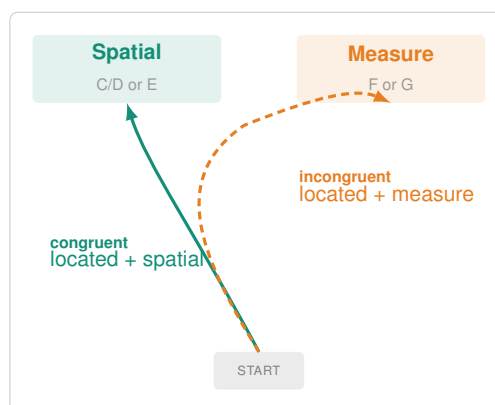 Spatial
C/D or E
Measure
F or G
incongruent
located + measure
congruent
located + spatial
START